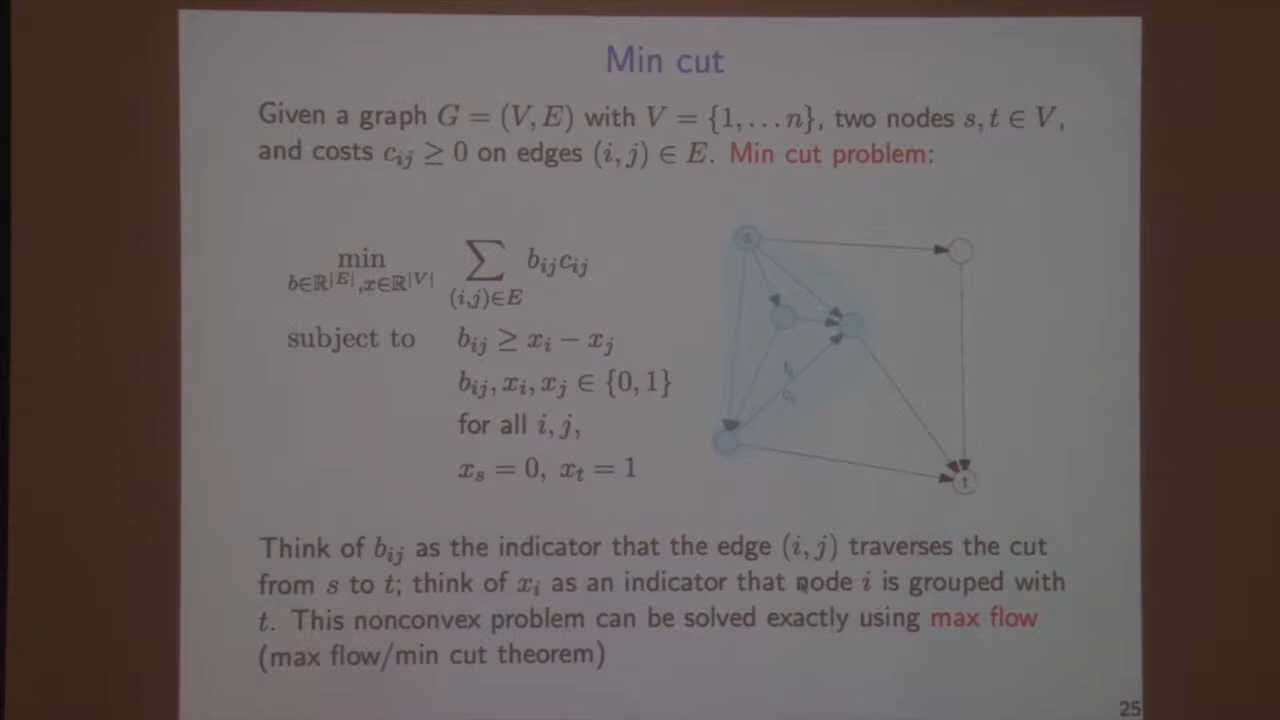 Min cut
Given a graph G = (V, E) with V = {1, . . . n}, two nodes s, t ∈ V,
and costs c_ij ≥ 0 on edges (i, j) ∈ E. Min cut problem:
min_{b∈ℝ^|E|, x∈ℝ^|V|} ∑_{(i,j)∈E} b_ij c_ij
subject to b_ij ≥ x_i − x_j
b_ij, x_i, x_j ∈ {0, 1}
for all i, j,
x_s = 0, x_t = 1
s
t
Think of b_ij as the indicator that the edge (i, j) traverses the cut
from s to t; think of x_i as an indicator that node i is grouped with
t. This nonconvex problem can be solved exactly using max flow
(max flow/min cut theorem)
25